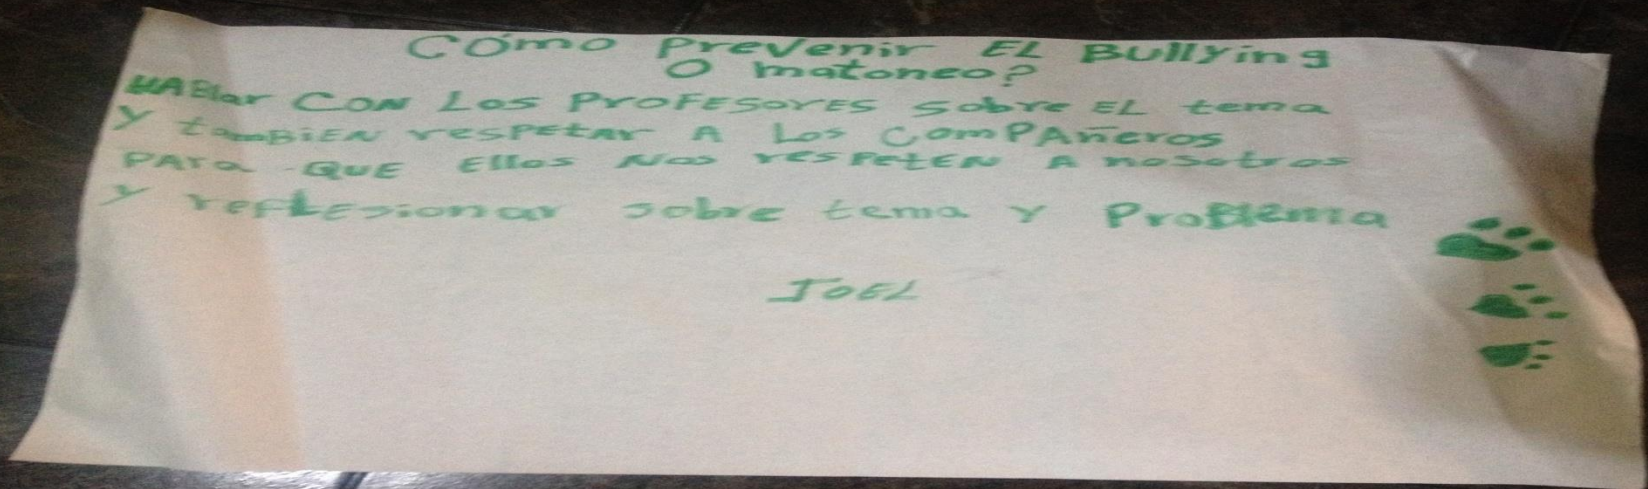 Cómo Prevenir EL Bullying
O matoneo?
HABlar CON Los PROFESores sobre EL tema
Y tamBiEN resPEtar A Los ComPAñeros
PAra QUE Ellos Nos resPetEN A nosotros
Y reflesionar sobre tema Y Problema
JOEL